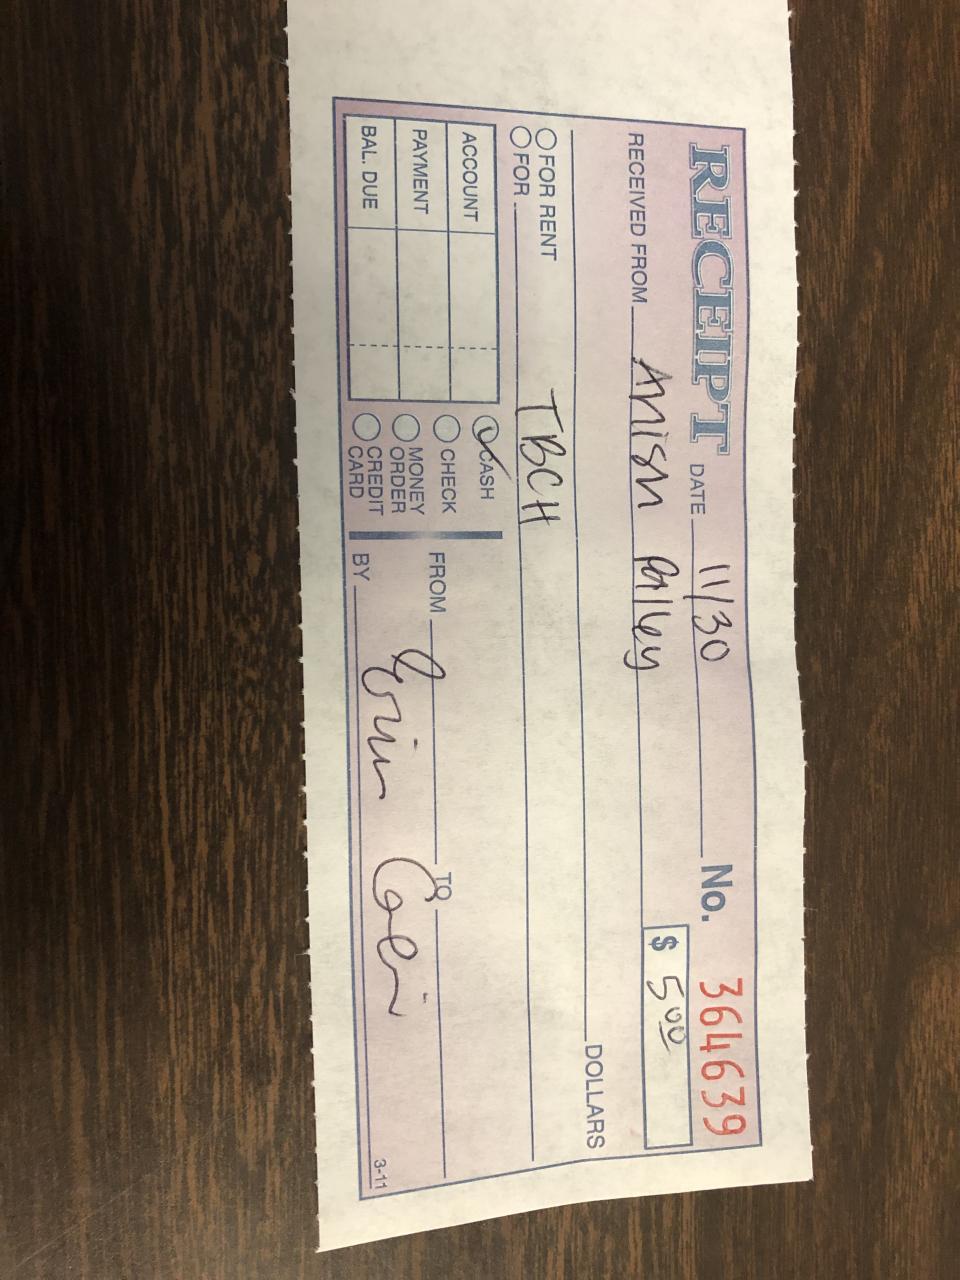 RECEIPT DATE 11/30 No. 364639
RECEIVED FROM Anish $ 5.00
DOLLARS
FOR RENT
FOR TBCH
ACCOUNT CASH
PAYMENT CHECK FROM TO
MONEY ORDER
BAL. DUE CREDIT CARD BY
3-11